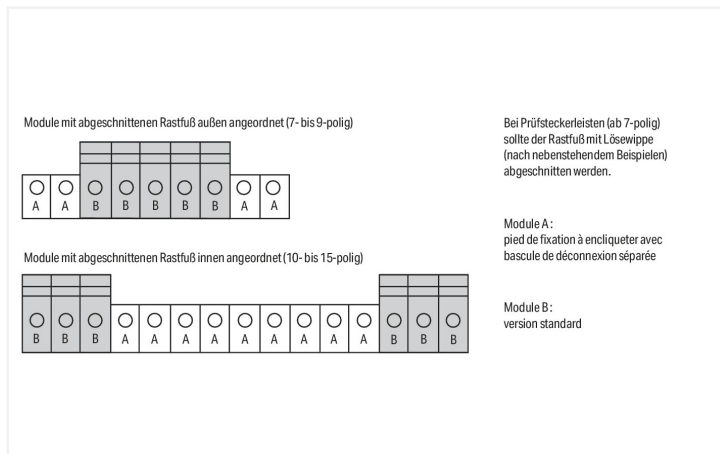 Module mit abgeschnittenen Rastfuß außen angeordnet (7- bis 9-polig)
A A B B B B B A A
Module mit abgeschnittenen Rastfuß innen angeordnet (10- bis 15-polig)
B B B A A A A A A A A A B B B
Bei Prüfsteckerleisten (ab 7-polig)
sollte der Rastfuß mit Lösewippe
(nach nebenstehendem Beispielen)
abgeschnitten werden.
Module A :
pied de fixation à encliqueter avec
bascule de déconnexion séparée
Module B :
version standard